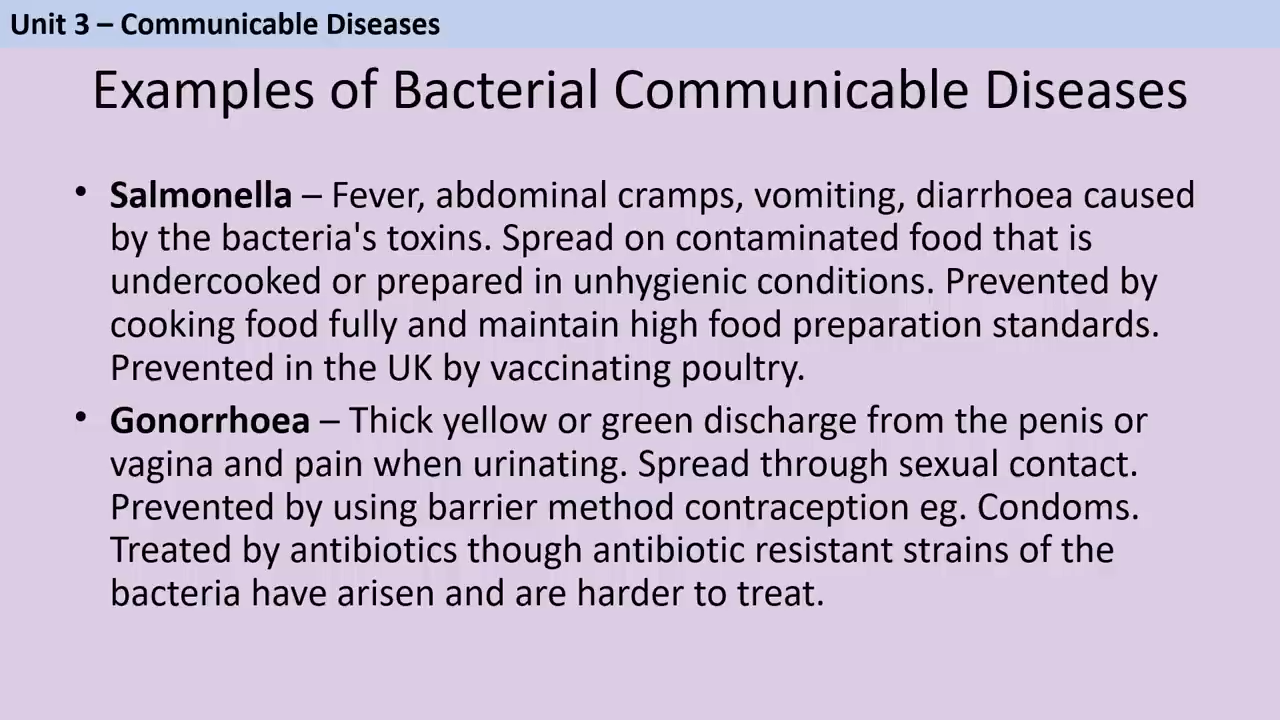 Unit 3 – Communicable Diseases
Examples of Bacterial Communicable Diseases
• Salmonella – Fever, abdominal cramps, vomiting, diarrhoea caused
by the bacteria's toxins. Spread on contaminated food that is
undercooked or prepared in unhygienic conditions. Prevented by
cooking food fully and maintain high food preparation standards.
Prevented in the UK by vaccinating poultry.
• Gonorrhoea – Thick yellow or green discharge from the penis or
vagina and pain when urinating. Spread through sexual contact.
Prevented by using barrier method contraception eg. Condoms.
Treated by antibiotics though antibiotic resistant strains of the
bacteria have arisen and are harder to treat.